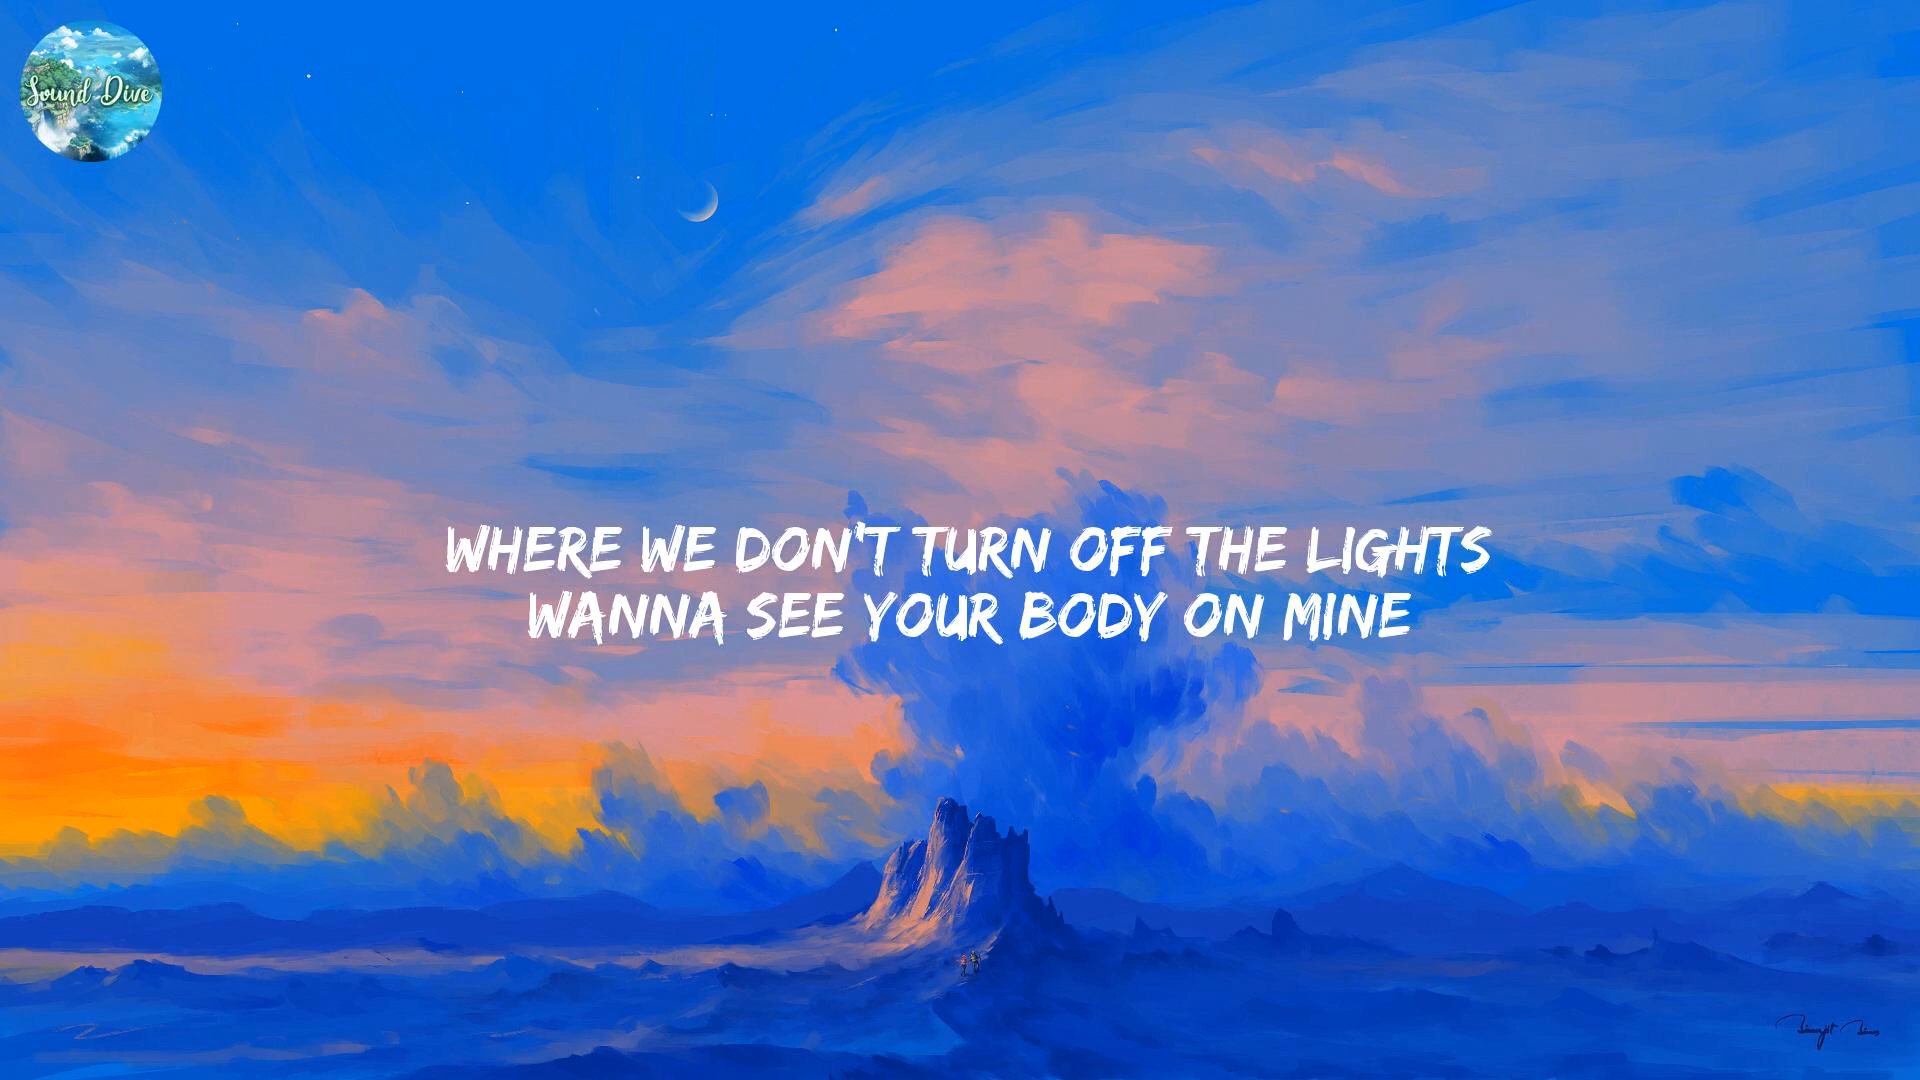 Sound Dive
WHERE WE DON'T TURN OFF THE LIGHTS
WANNA SEE YOUR BODY ON MINE